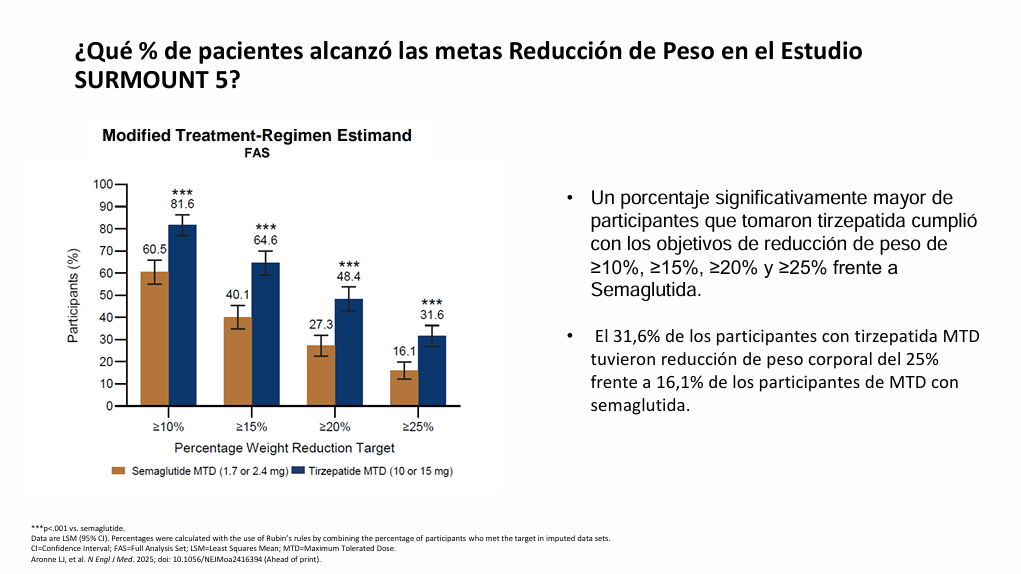 ¿Qué % de pacientes alcanzó las metas Reducción de Peso en el Estudio
SURMOUNT 5?
Modified Treatment-Regimen Estimand
FAS
Participants (%)
100
90
80
70
60
50
40
30
20
10
0
60.5
***
81.6
40.1
***
64.6
27.3
***
48.4
16.1
***
31.6
≥10%
≥15%
≥20%
≥25%
Percentage Weight Reduction Target
Semaglutide MTD (1.7 or 2.4 mg)
Tirzepatide MTD (10 or 15 mg)
• Un porcentaje significativamente mayor de
participantes que tomaron tirzepatida cumplió
con los objetivos de reducción de peso de
≥10%, ≥15%, ≥20% y ≥25% frente a
Semaglutida.
• El 31,6% de los participantes con tirzepatida MTD
tuvieron reducción de peso corporal del 25%
frente a 16,1% de los participantes de MTD con
semaglutida.
***p<.001 vs. semaglutide.
Data are LSM (95% CI). Percentages were calculated with the use of Rubin's rules by combining the percentage of participants who met the target in imputed data sets.
CI=Confidence Interval; FAS=Full Analysis Set; LSM=Least Squares Mean; MTD=Maximum Tolerated Dose.
Aronne LJ, et al. N Engl J Med. 2025; doi: 10.1056/NEJMoa2416394 (Ahead of print).